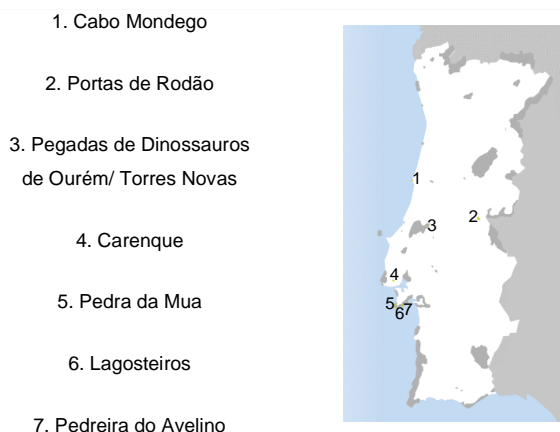 1. Cabo Mondego
2. Portas de Rodão
3. Pegadas de Dinossauros
de Ourém/ Torres Novas
4. Carenque
5. Pedra da Mua
6. Lagosteiros
7. Pedreira do Avelino
1
2
3
4
5
6
7